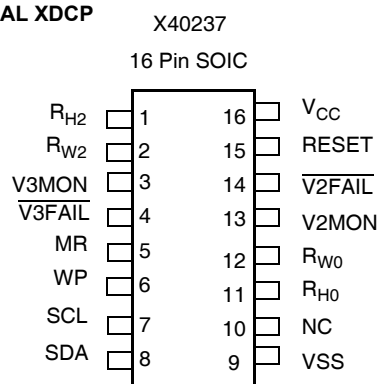 AL XDCP
X40237
16 Pin SOIC
RH2 1 16 VCC
RW2 2 15 RESET
V3MON 3 14 V2FAIL
V3FAIL 4 13 V2MON
MR 5 12 RW0
WP 6 11 RH0
SCL 7 10 NC
SDA 8 9 VSS